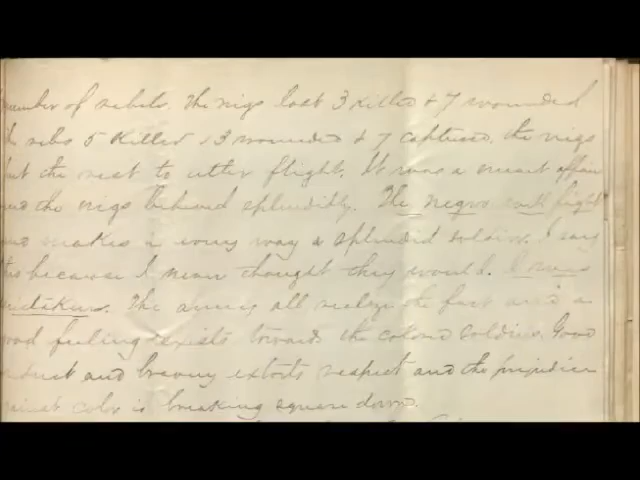 number of rebels. The nigs lost 3 killed & 7 wounded
the rebs 5 killed 13 wounded & 7 captured. the nigs
put the rest to utter flight. It was a smart affair
and the nigs behaved splendidly. The negro will fight
and makes in every way a splendid soldier. I say
this because I never thought they would. I was
mistaken. The army all realize the fact and a
good feeling exists toward the colored soldiers. Good
conduct and bravery extorts respect and the prejudice
against color is breaking square down.